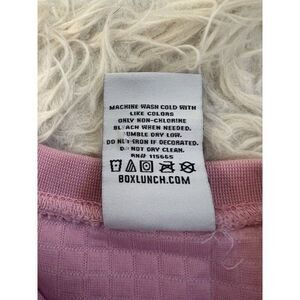 MACHINE WASH COLD WITH
LIKE COLORS
ONLY NON-CHLORINE
BLEACH WHEN NEEDED.
TUMBLE DRY LOW.
DO NOT IRON IF DECORATED.
DO NOT DRY CLEAN.
RN# 115665
BOXLUNCH.COM